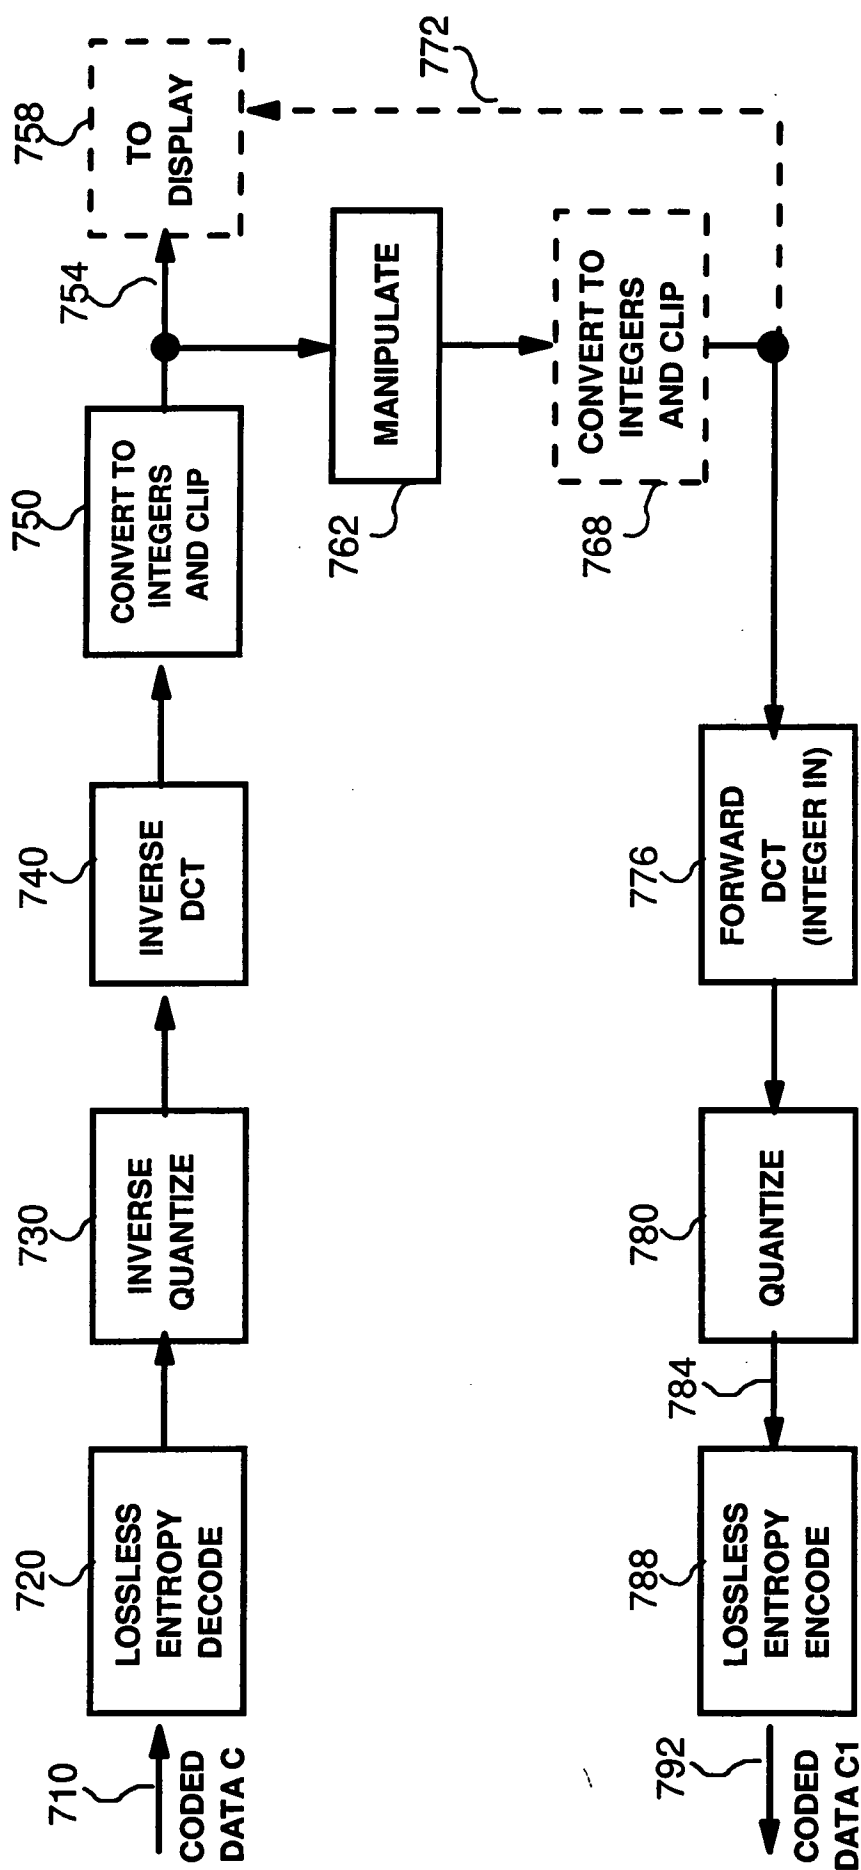 710
CODED
DATA C
720
LOSSLESS
ENTROPY
DECODE
730
INVERSE
QUANTIZE
740
INVERSE
DCT
750
CONVERT TO
INTEGERS
AND CLIP
754
758
TO
DISPLAY
772
762
MANIPULATE
768
CONVERT TO
INTEGERS
AND CLIP
776
FORWARD
DCT
(INTEGER IN)
780
QUANTIZE
784
788
LOSSLESS
ENTROPY
ENCODE
792
CODED
DATA C1